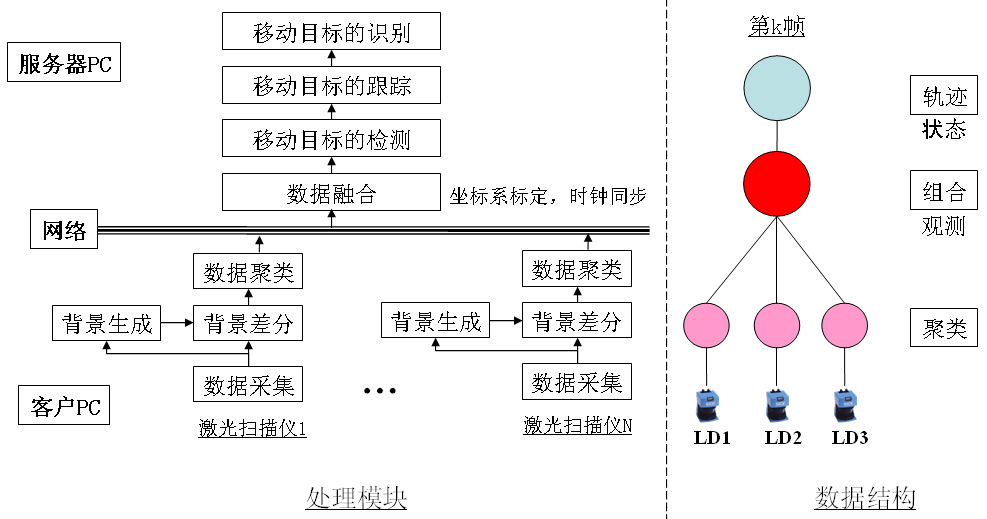 服务器PC
移动目标的识别
移动目标的跟踪
移动目标的检测
数据融合
坐标系标定，时钟同步
网络
数据聚类
背景生成
背景差分
数据采集
激光扫描仪1
数据聚类
背景生成
背景差分
数据采集
激光扫描仪N
...
客户PC
处理模块
第k帧
轨迹
状态
组合
观测
聚类
LD1
LD2
LD3
数据结构